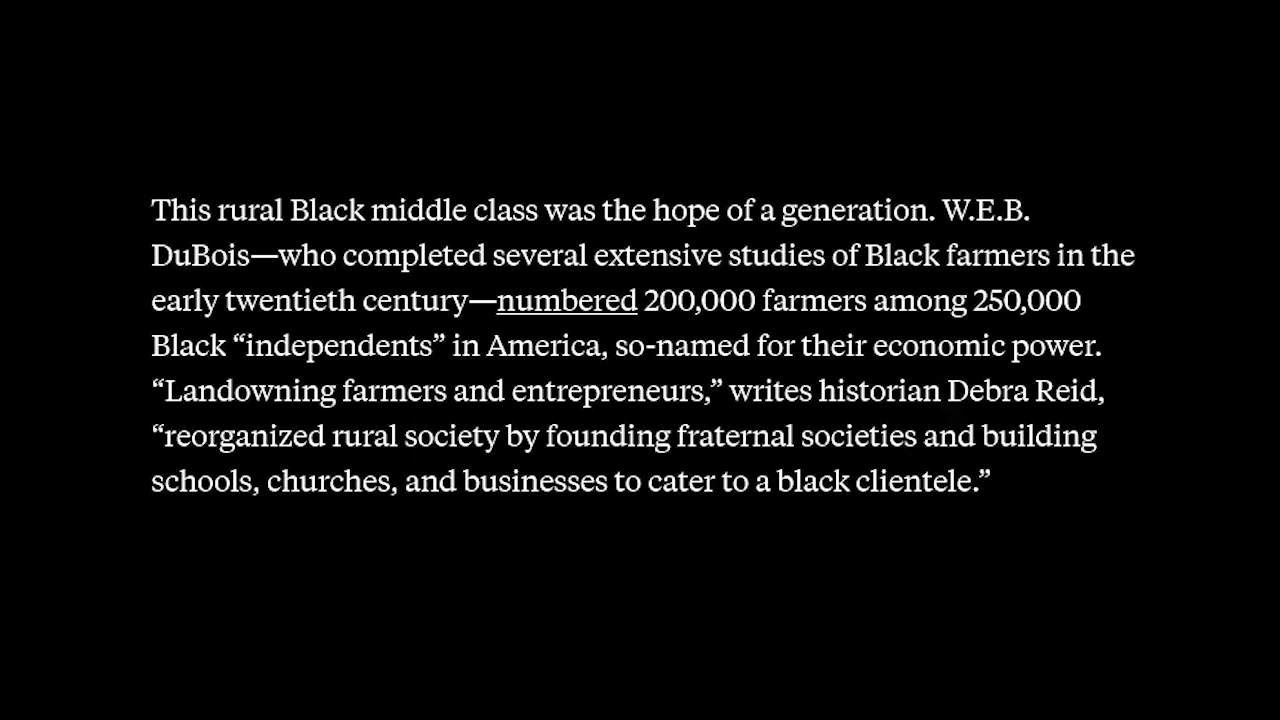 This rural Black middle class was the hope of a generation. W.E.B.
DuBois—who completed several extensive studies of Black farmers in the
early twentieth century—numbered 200,000 farmers among 250,000
Black “independents” in America, so-named for their economic power.
“Landowning farmers and entrepreneurs,” writes historian Debra Reid,
“reorganized rural society by founding fraternal societies and building
schools, churches, and businesses to cater to a black clientele.”